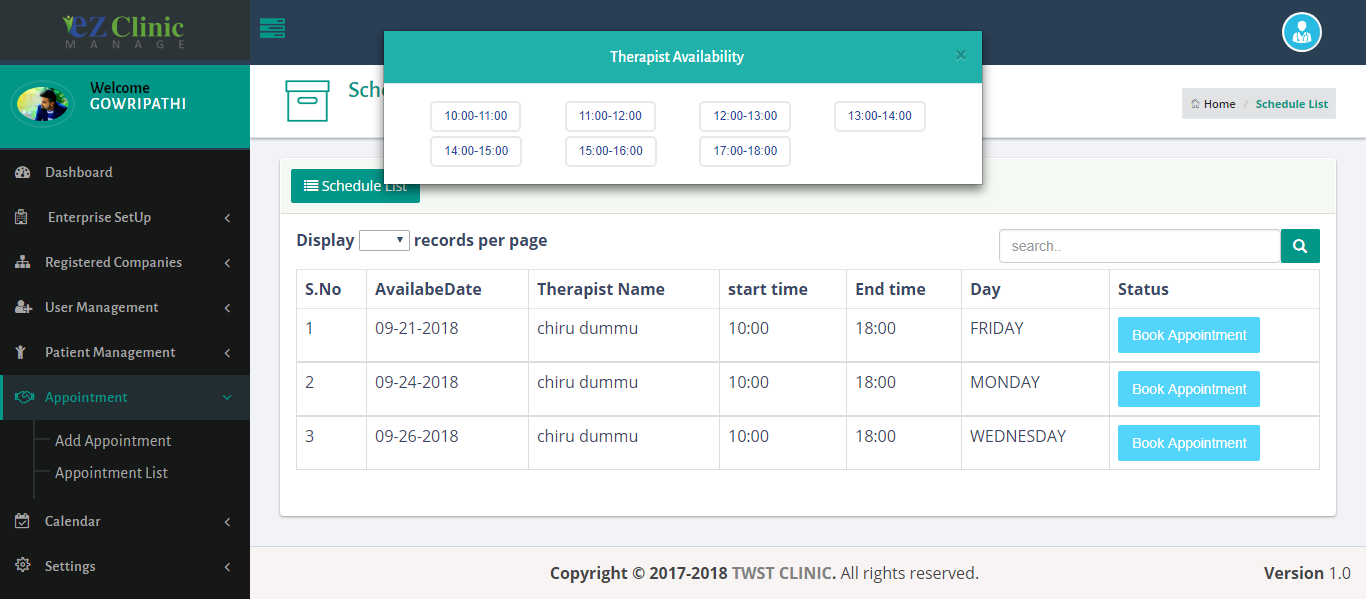 ez Clinic
MANAGE
Welcome
GOWRIPATHI
Dashboard
Enterprise SetUp
Registered Companies
User Management
Patient Management
Appointment
Add Appointment
Appointment List
Calendar
Settings
Therapist Availability ×
10:00-11:00 11:00-12:00 12:00-13:00 13:00-14:00
14:00-15:00 15:00-16:00 17:00-18:00
Home / Schedule List
Schedule List
Display records per page
search..
S.No AvailabeDate Therapist Name start time End time Day Status
1 09-21-2018 chiru dummu 10:00 18:00 FRIDAY Book Appointment
2 09-24-2018 chiru dummu 10:00 18:00 MONDAY Book Appointment
3 09-26-2018 chiru dummu 10:00 18:00 WEDNESDAY Book Appointment
Copyright © 2017-2018 TWST CLINIC. All rights reserved.
Version 1.0